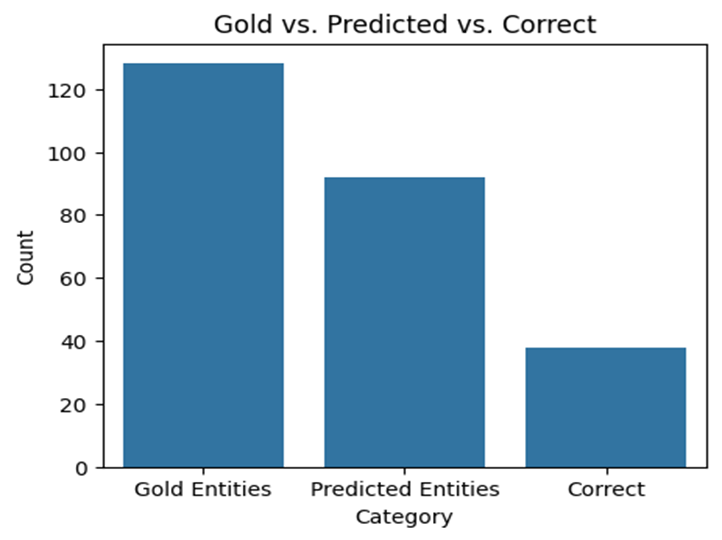 Gold vs. Predicted vs. Correct
120
100
80
60
40
20
0
Count
Gold Entities
Predicted Entities
Correct
Category